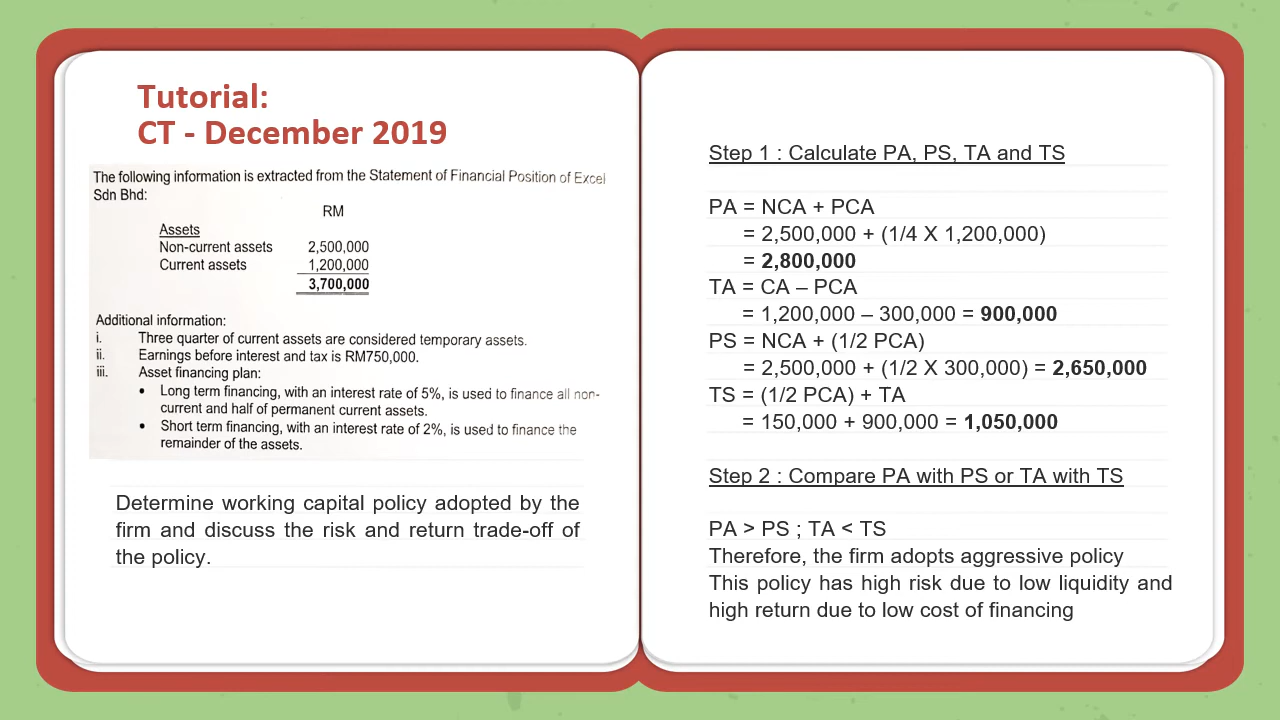 Tutorial:
CT - December 2019
The following information is extracted from the Statement of Financial Position of Excel
Sdn Bhd:
RM
Assets
Non-current assets 2,500,000
Current assets 1,200,000
3,700,000
Additional information:
i. Three quarter of current assets are considered temporary assets.
ii. Earnings before interest and tax is RM750,000.
iii. Asset financing plan:
• Long term financing, with an interest rate of 5%, is used to finance all non-
current and half of permanent current assets.
• Short term financing, with an interest rate of 2%, is used to finance the
remainder of the assets.
Determine working capital policy adopted by the
firm and discuss the risk and return trade-off of
the policy.
Step 1 : Calculate PA, PS, TA and TS
PA = NCA + PCA
= 2,500,000 + (1/4 X 1,200,000)
= 2,800,000
TA = CA – PCA
= 1,200,000 – 300,000 = 900,000
PS = NCA + (1/2 PCA)
= 2,500,000 + (1/2 X 300,000) = 2,650,000
TS = (1/2 PCA) + TA
= 150,000 + 900,000 = 1,050,000
Step 2 : Compare PA with PS or TA with TS
PA > PS ; TA < TS
Therefore, the firm adopts aggressive policy
This policy has high risk due to low liquidity and
high return due to low cost of financing